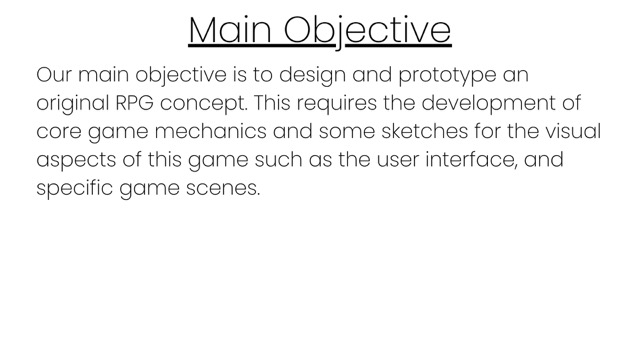 Main Objective
Our main objective is to design and prototype an
original RPG concept. This requires the development of
core game mechanics and some sketches for the visual
aspects of this game such as the user interface, and
specific game scenes.